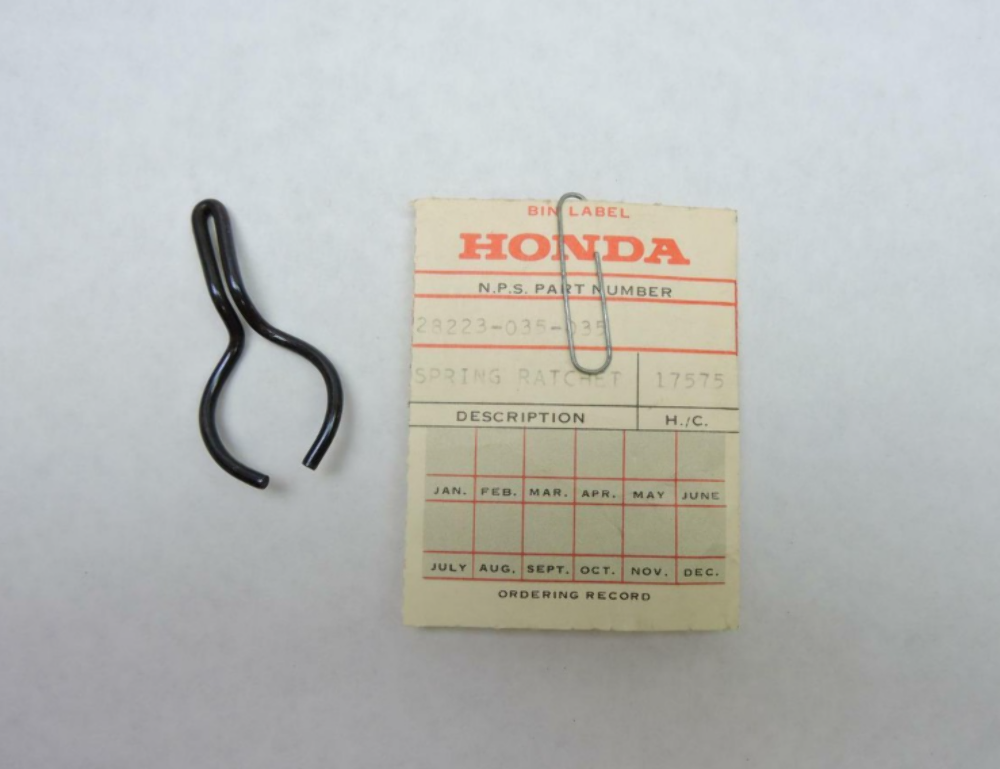 BIN LABEL
HONDA
N.P.S. PART NUMBER
28223-035-035
SPRING RATCHET 17575
DESCRIPTION H./C.
JAN. FEB. MAR. APR. MAY JUNE
JULY AUG. SEPT. OCT. NOV. DEC.
ORDERING RECORD